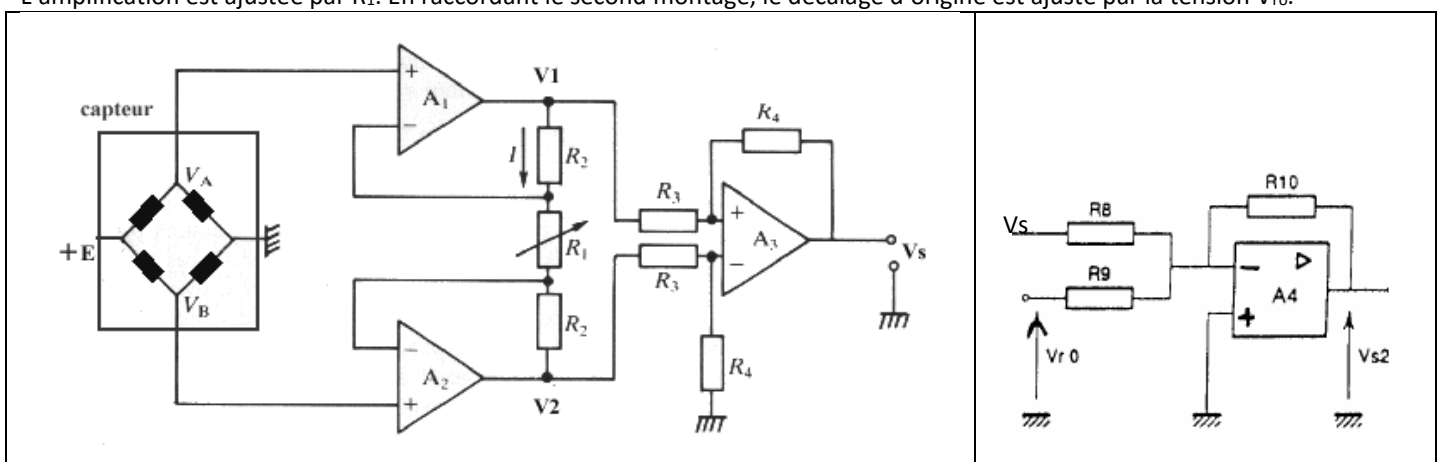 L'amplification est ajustée par R1. En raccordant le second montage, le décalage d'origine est ajusté par la tension Vr0.
capteur
VA
+E
VB
+
A1
−
V1
I
R2
R1
R2
−
A2
+
V2
R3
R3
R4
+
A3
−
R4
Vs
Vs
R8
R9
R10
−
A4
+
Vr0
Vs2